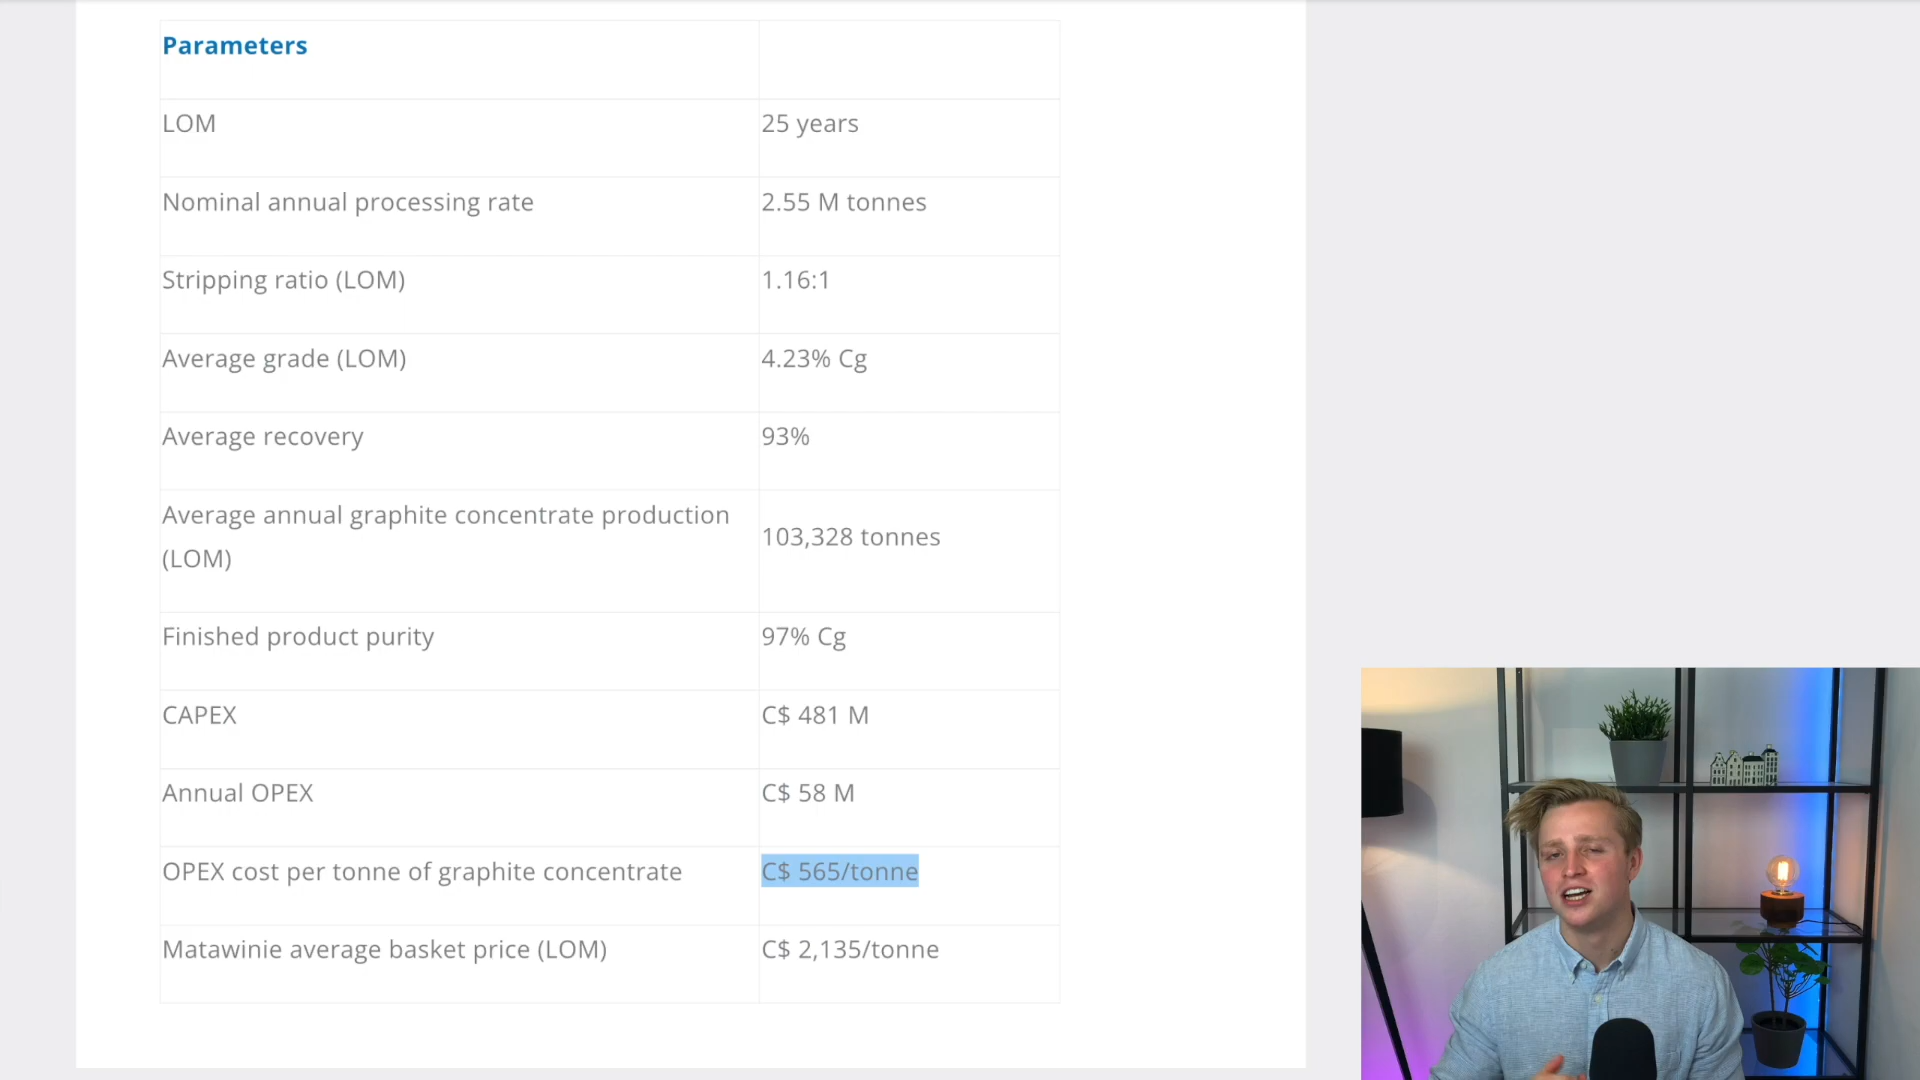 Parameters
LOM
25 years
Nominal annual processing rate
2.55 M tonnes
Stripping ratio (LOM)
1.16:1
Average grade (LOM)
4.23% Cg
Average recovery
93%
Average annual graphite concentrate production
(LOM)
103,328 tonnes
Finished product purity
97% Cg
CAPEX
C$ 481 M
Annual OPEX
C$ 58 M
OPEX cost per tonne of graphite concentrate
C$ 565/tonne
Matawinie average basket price (LOM)
C$ 2,135/tonne